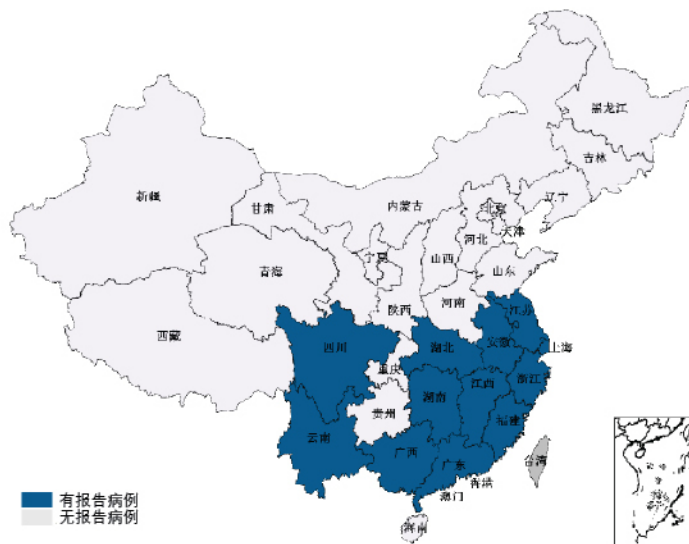 黑龙江
吉林
新疆
辽宁
甘肃
内蒙古
北京
天津
河北
宁夏
山西
青海
山东
陕西
河南
西藏
江苏
四川
湖北
安徽
上海
重庆
浙江
湖南
江西
贵州
福建
云南
广西
广东
台湾
香港
澳门
海南
有报告病例
无报告病例